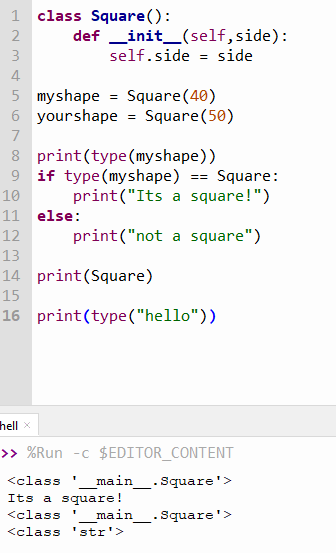 1 class Square():
2     def __init__(self,side):
3         self.side = side
4
5 myshape = Square(40)
6 yourshape = Square(50)
7
8 print(type(myshape))
9 if type(myshape) == Square:
10     print("Its a square!")
11 else:
12     print("not a square")
13
14 print(Square)
15
16 print(type("hello"))
hell ×
>> %Run -c $EDITOR_CONTENT
<class '__main__.Square'>
Its a square!
<class '__main__.Square'>
<class 'str'>